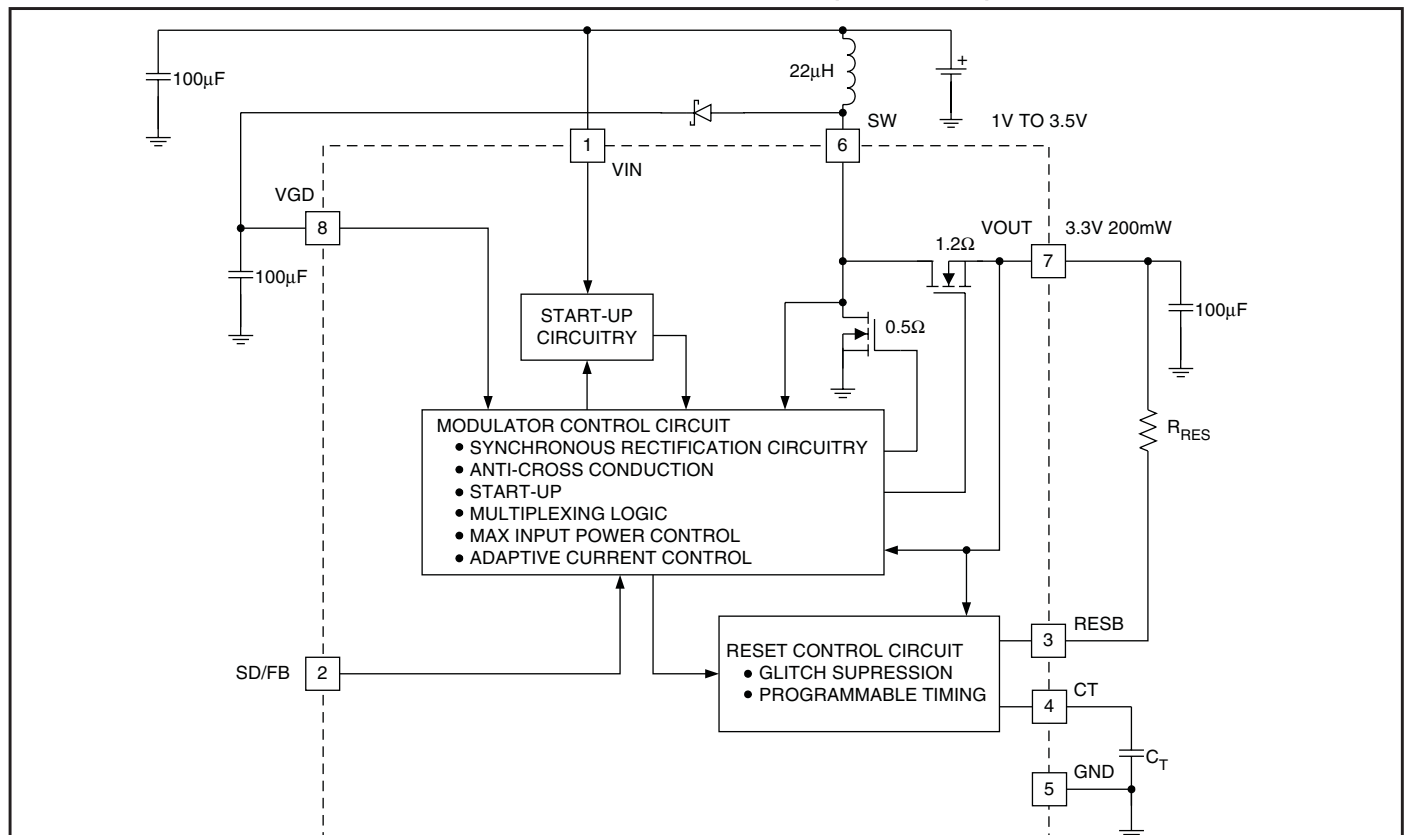 100µF
22µH
+
SW
1V TO 3.5V
1
6
VIN
VGD
8
VOUT
3.3V 200mW
1.2Ω
7
100µF
START-UP
CIRCUITRY
0.5Ω
100µF
MODULATOR CONTROL CIRCUIT
● SYNCHRONOUS RECTIFICATION CIRCUITRY
● ANTI-CROSS CONDUCTION
● START-UP
● MULTIPLEXING LOGIC
● MAX INPUT POWER CONTROL
● ADAPTIVE CURRENT CONTROL
RRES
RESB
3
RESET CONTROL CIRCUIT
● GLITCH SUPRESSION
● PROGRAMMABLE TIMING
SD/FB
2
CT
4
CT
GND
5